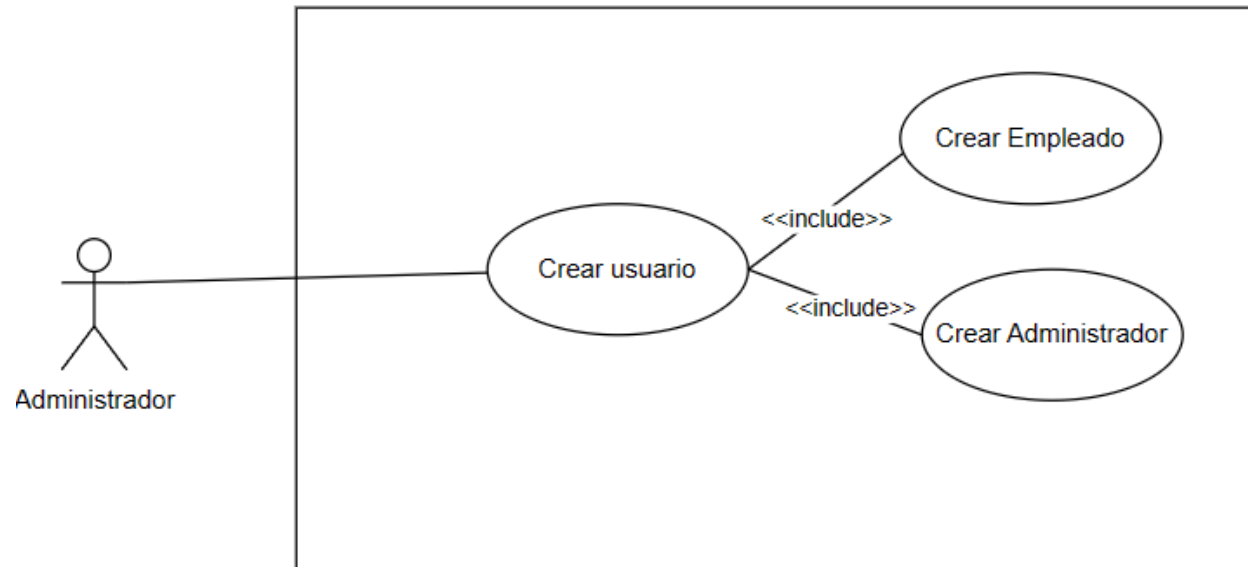 Crear Empleado
<<include>>
Crear usuario
<<include>>
Crear Administrador
Administrador